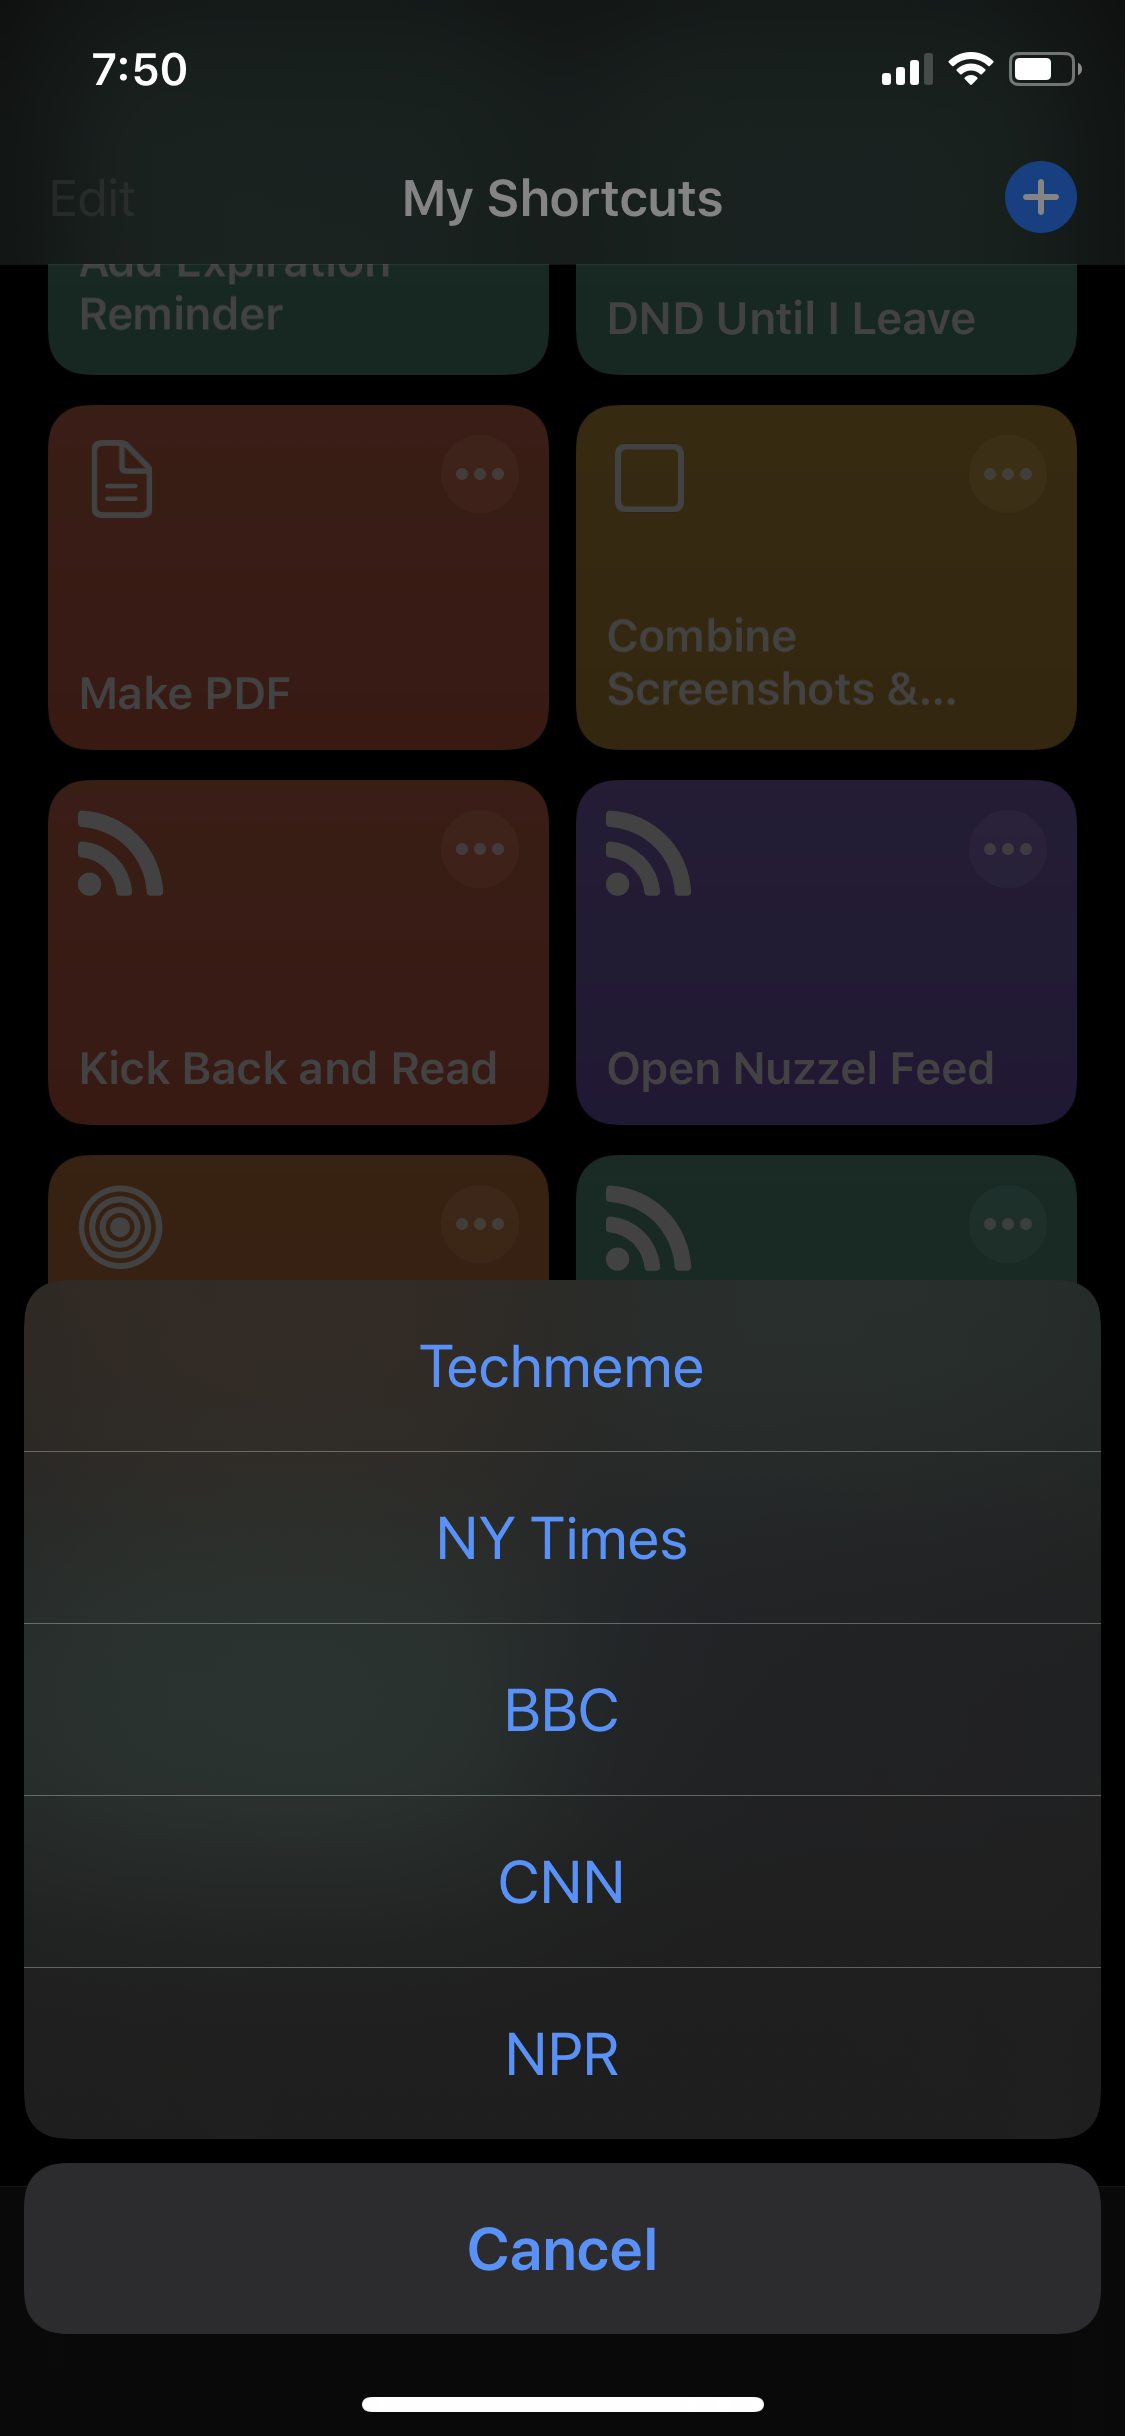 7:50
Edit
My Shortcuts
Add Expiration
Reminder
DND Until I Leave
Make PDF
Combine
Screenshots &...
Kick Back and Read
Open Nuzzel Feed
Techmeme
NY Times
BBC
CNN
NPR
Cancel